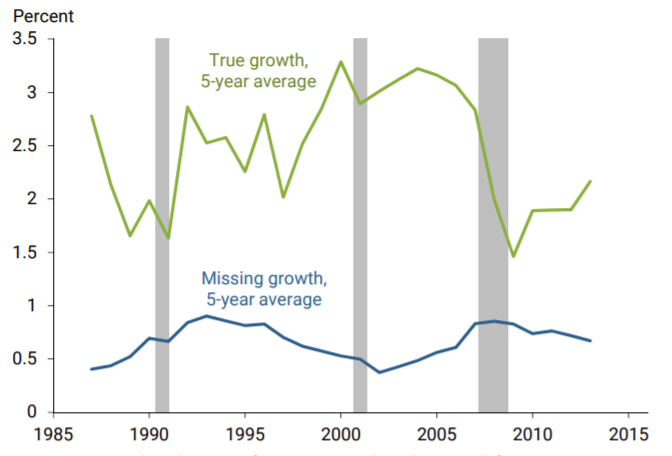 Percent
3.5
True growth,
5-year average
3
2.5
2
1.5
Missing growth,
5-year average
1
0.5
0
1985 1990 1995 2000 2005 2010 2015